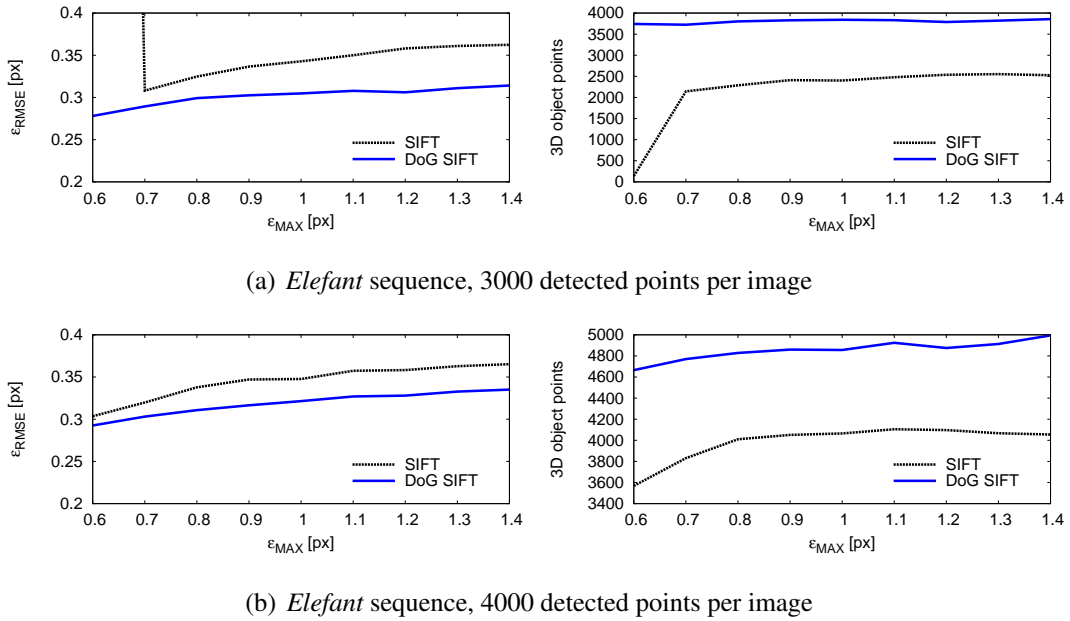 0.4
0.35
0.3
0.25
0.2
ε_RMSE [px]
SIFT
DoG SIFT
0.6 0.7 0.8 0.9 1 1.1 1.2 1.3 1.4
ε_MAX [px]
4000
3500
3000
2500
2000
1500
1000
500
0
3D object points
SIFT
DoG SIFT
0.6 0.7 0.8 0.9 1 1.1 1.2 1.3 1.4
ε_MAX [px]
(a) Elefant sequence, 3000 detected points per image
0.4
0.35
0.3
0.25
0.2
ε_RMSE [px]
SIFT
DoG SIFT
0.6 0.7 0.8 0.9 1 1.1 1.2 1.3 1.4
ε_MAX [px]
5000
4800
4600
4400
4200
4000
3800
3600
3400
3D object points
SIFT
DoG SIFT
0.6 0.7 0.8 0.9 1 1.1 1.2 1.3 1.4
ε_MAX [px]
(b) Elefant sequence, 4000 detected points per image